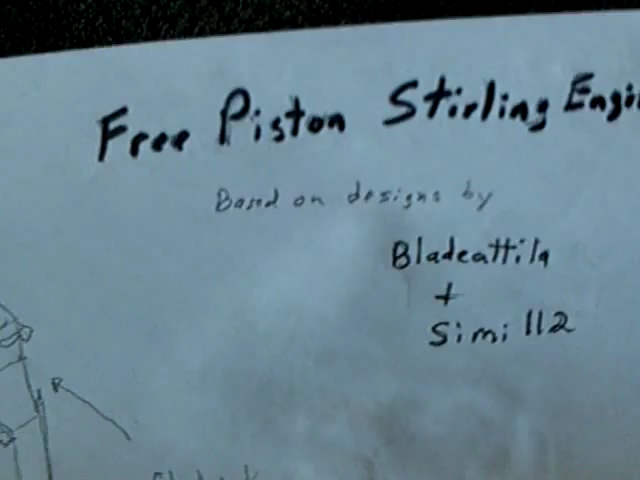 Free Piston Stirling Engi
Based on designs by
Bladeattila
+
Simi112
R